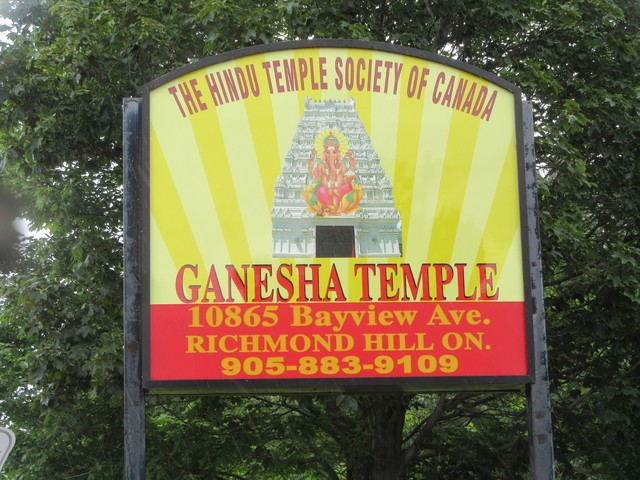 THE HINDU TEMPLE SOCIETY OF CANADA
GANESHA TEMPLE
10865 Bayview Ave.
RICHMOND HILL ON.
905-883-9109